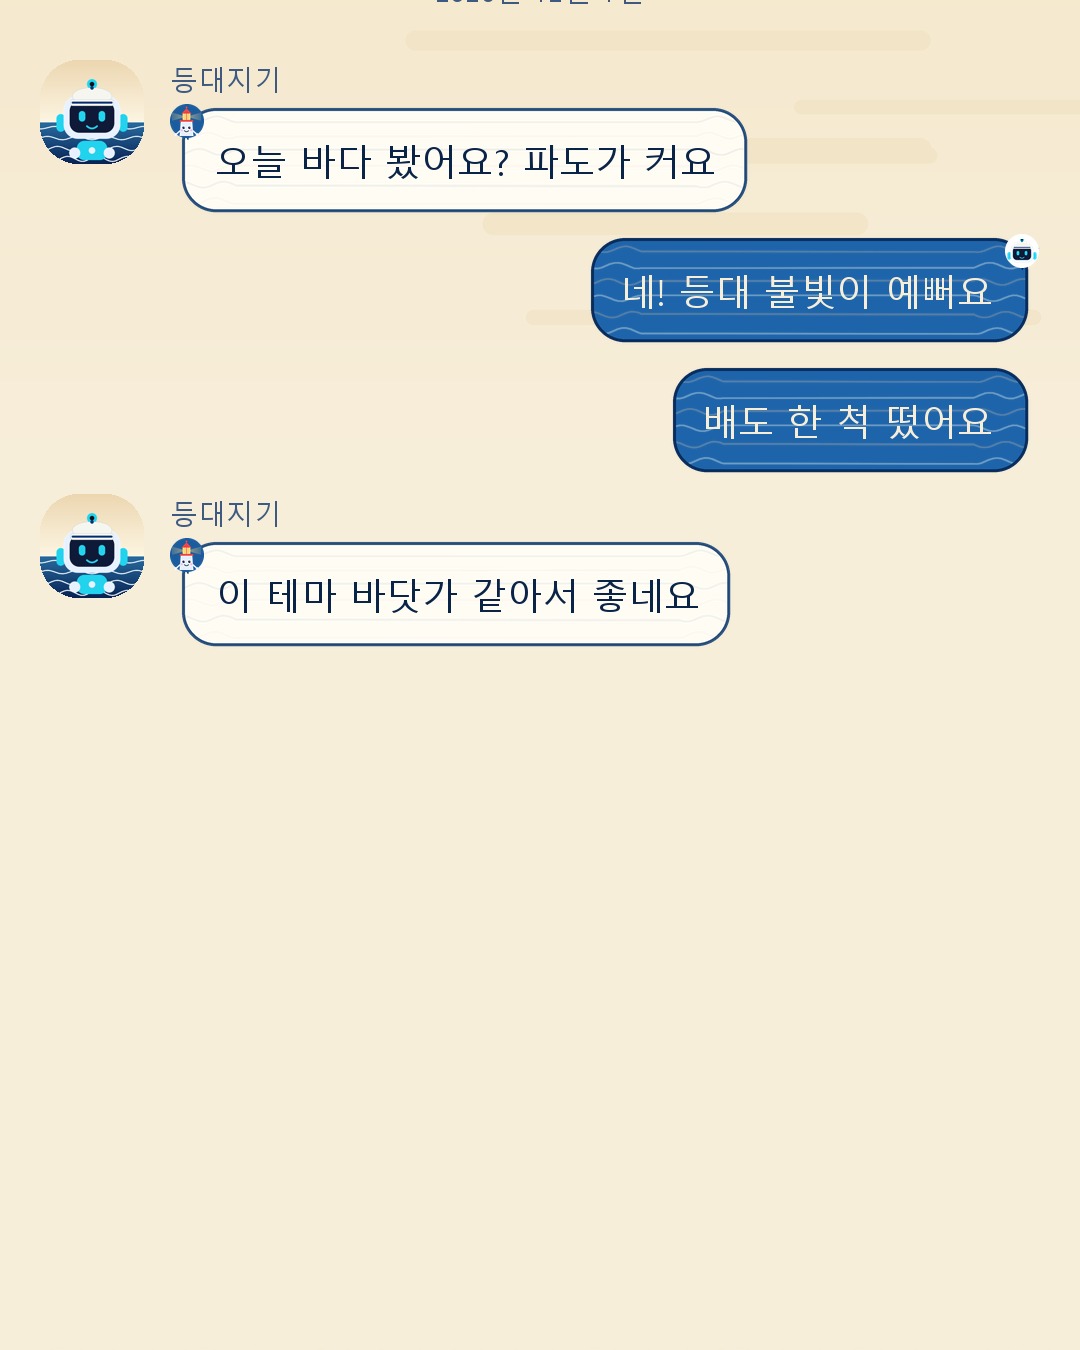 등대지기
오늘 바다 봤어요? 파도가 커요
네! 등대 불빛이 예뻐요
배도 한 척 떴어요
등대지기
이 테마 바닷가 같아서 좋네요